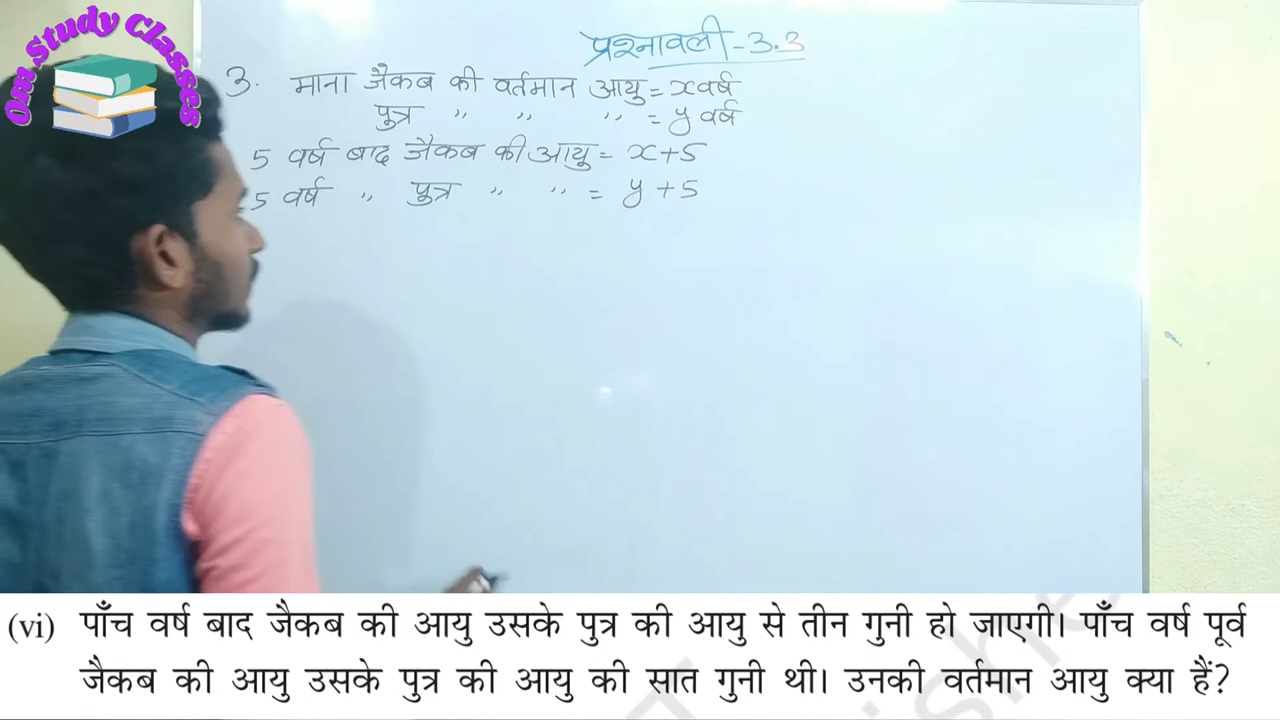 Om Study Classes
प्रश्नावली-3.3
3. माना जैकब की वर्तमान आयु = x वर्ष
पुत्र " " " = y वर्ष
5 वर्ष बाद जैकब की आयु = x+5
5 वर्ष " पुत्र " " = y+5
(vi) पाँच वर्ष बाद जैकब की आयु उसके पुत्र की आयु से तीन गुनी हो जाएगी। पाँच वर्ष पूर्व
जैकब की आयु उसके पुत्र की आयु की सात गुनी थी। उनकी वर्तमान आयु क्या हैं?